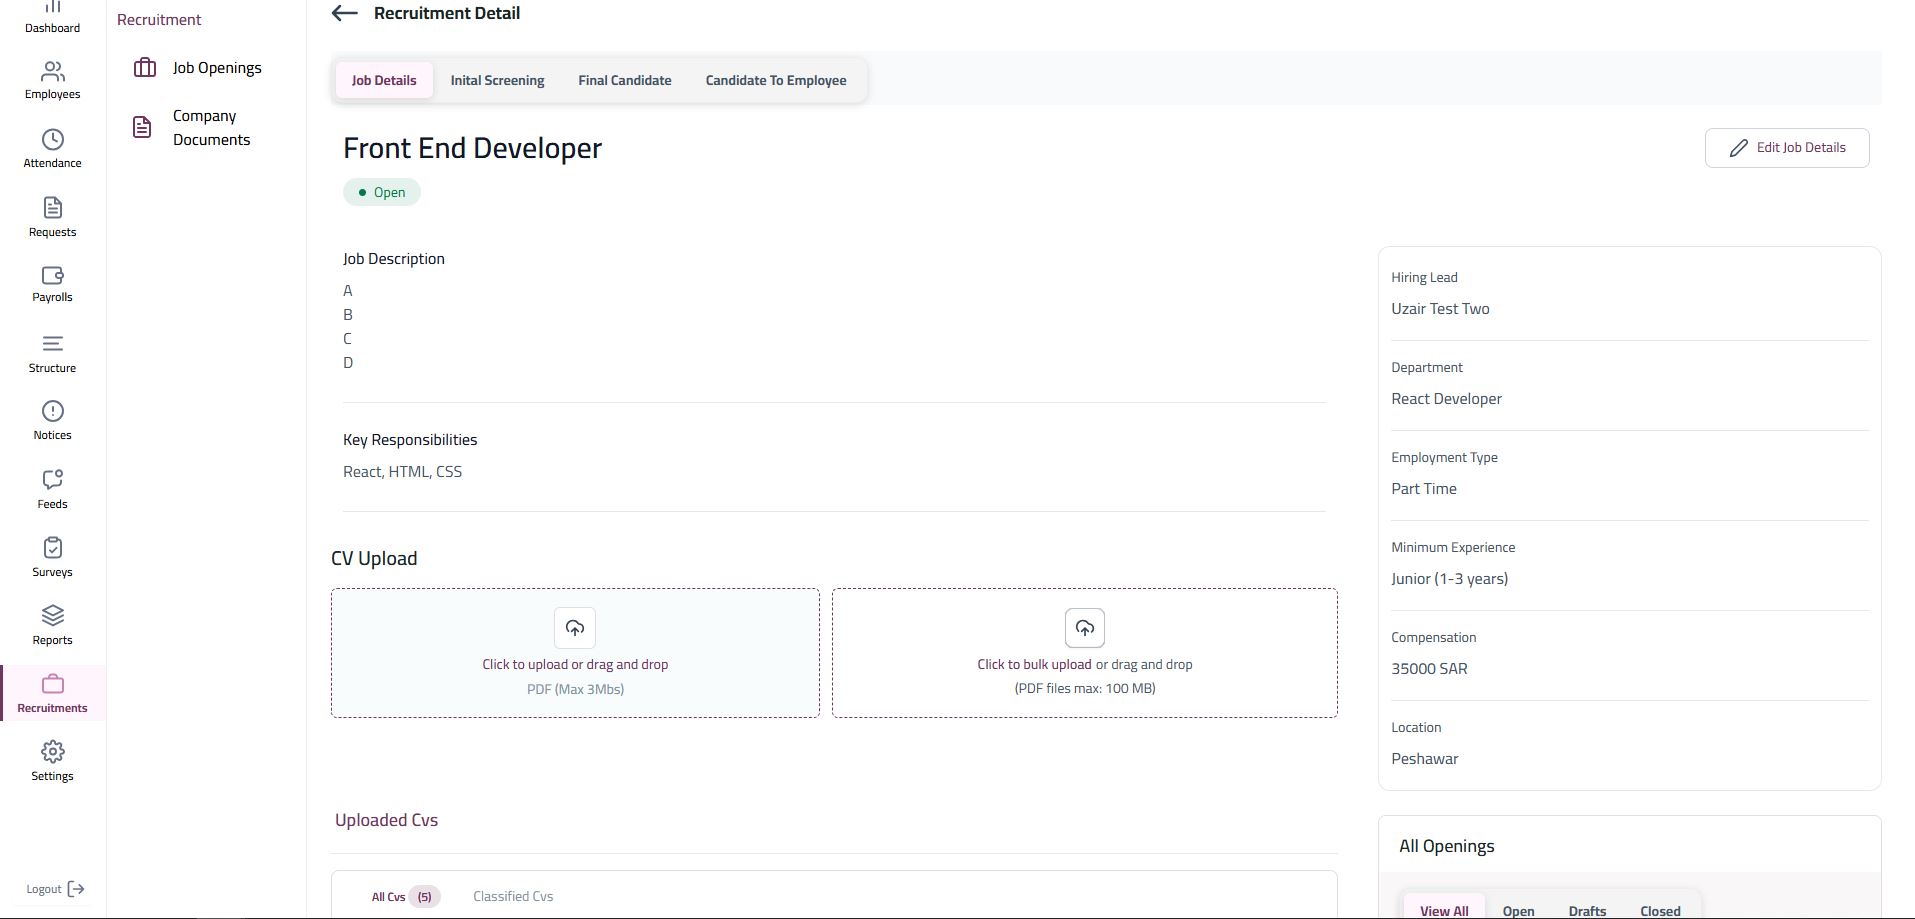 Dashboard
Employees
Attendance
Requests
Payrolls
Structure
Notices
Feeds
Surveys
Reports
Recruitments
Settings
Logout
Recruitment
Job Openings
Company
Documents
Recruitment Detail
Job Details
Inital Screening
Final Candidate
Candidate To Employee
Front End Developer
Edit Job Details
Open
Job Description
A
B
C
D
Key Responsibilities
React, HTML, CSS
CV Upload
Click to upload or drag and drop
PDF (Max 3Mbs)
Click to bulk upload or drag and drop
(PDF files max: 100 MB)
Uploaded Cvs
All Cvs (5)
Classified Cvs
Hiring Lead
Uzair Test Two
Department
React Developer
Employment Type
Part Time
Minimum Experience
Junior (1-3 years)
Compensation
35000 SAR
Location
Peshawar
All Openings
View All
Open
Drafts
Closed